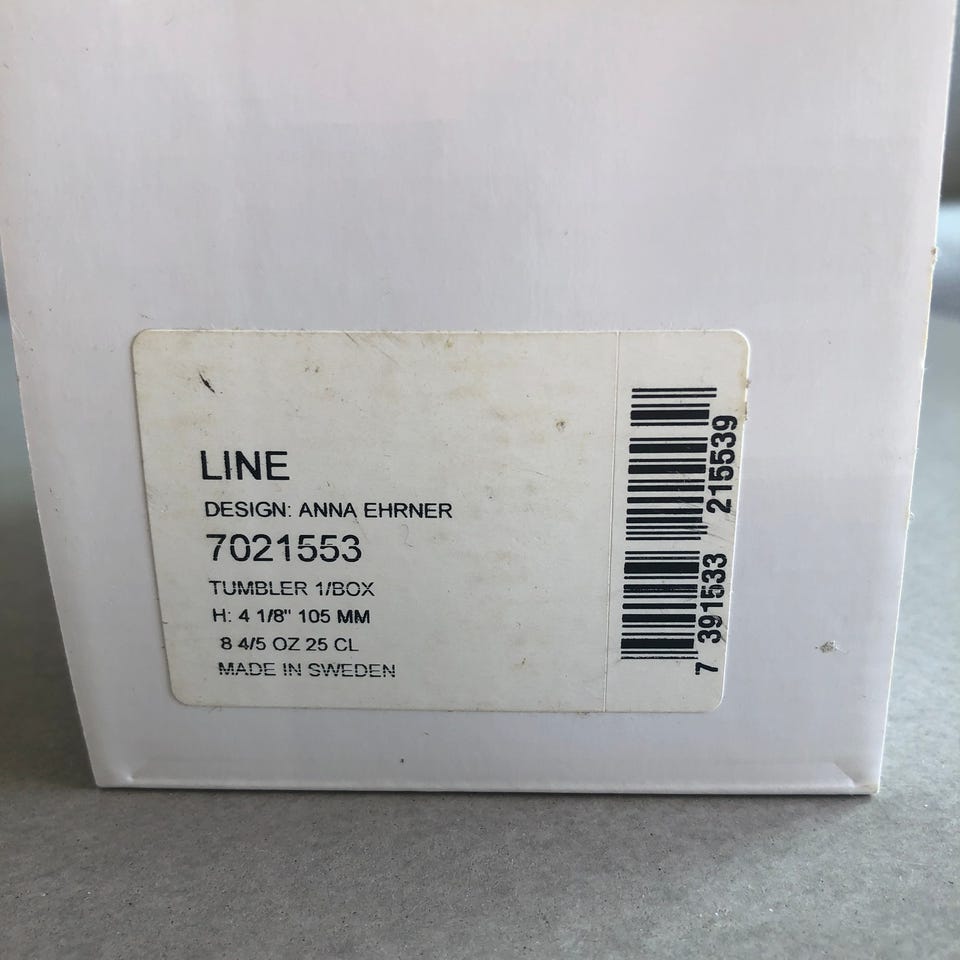 LINE
DESIGN: ANNA EHRNER
7021553
TUMBLER 1/BOX
H: 4 1/8" 105 MM
8 4/5 OZ 25 CL
MADE IN SWEDEN
7 391533 215539